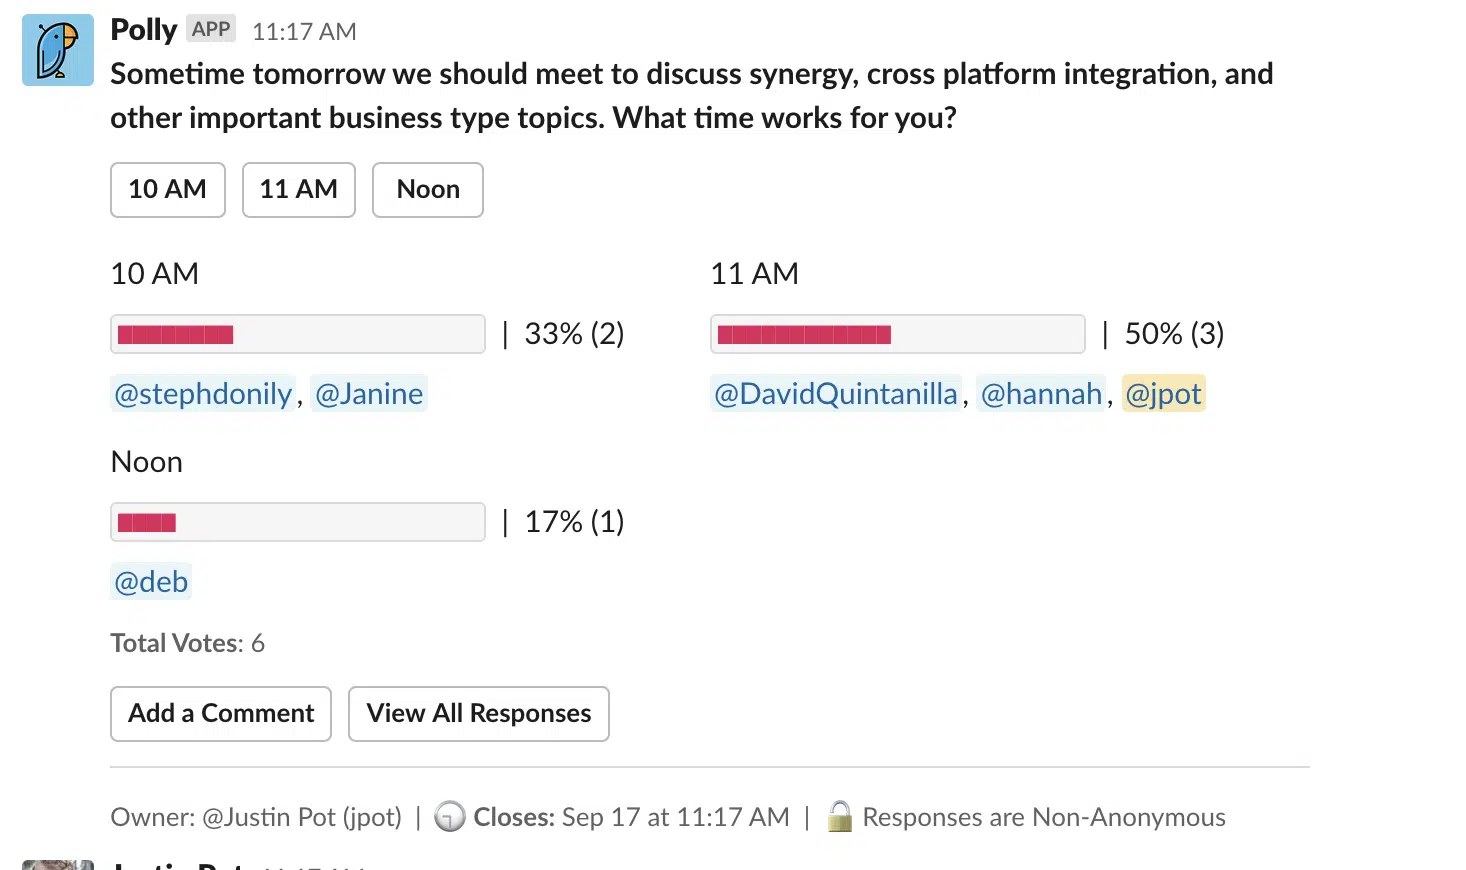 Polly APP 11:17 AM
Sometime tomorrow we should meet to discuss synergy, cross platform integration, and
other important business type topics. What time works for you?
10 AM 11 AM Noon
10 AM
| 33% (2)
@stephdonily, @Janine
11 AM
| 50% (3)
@DavidQuintanilla, @hannah, @jpot
Noon
| 17% (1)
@deb
Total Votes: 6
Add a Comment View All Responses
Owner: @Justin Pot (jpot) | Closes: Sep 17 at 11:17 AM | Responses are Non-Anonymous